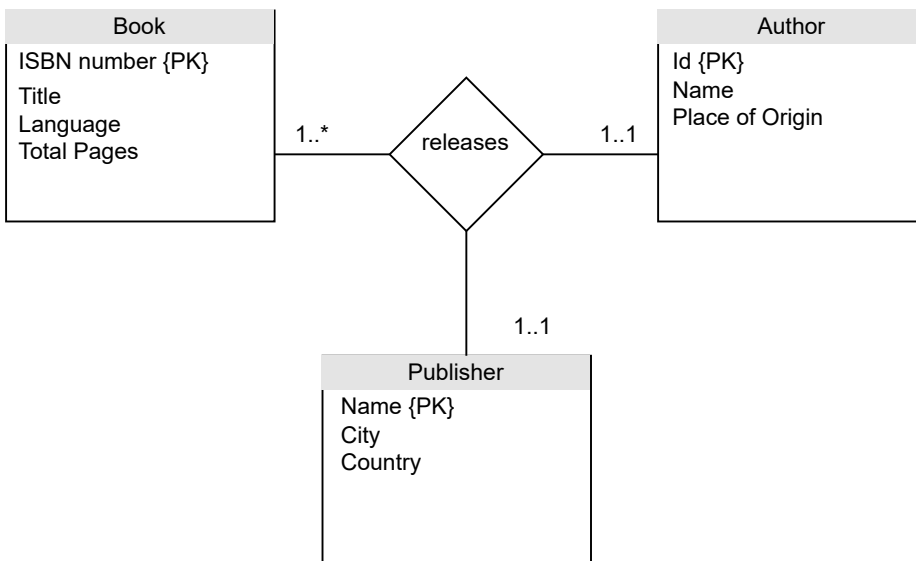 Book
ISBN number {PK}
Title
Language
Total Pages
1..*
releases
1..1
Author
Id {PK}
Name
Place of Origin
1..1
Publisher
Name {PK}
City
Country